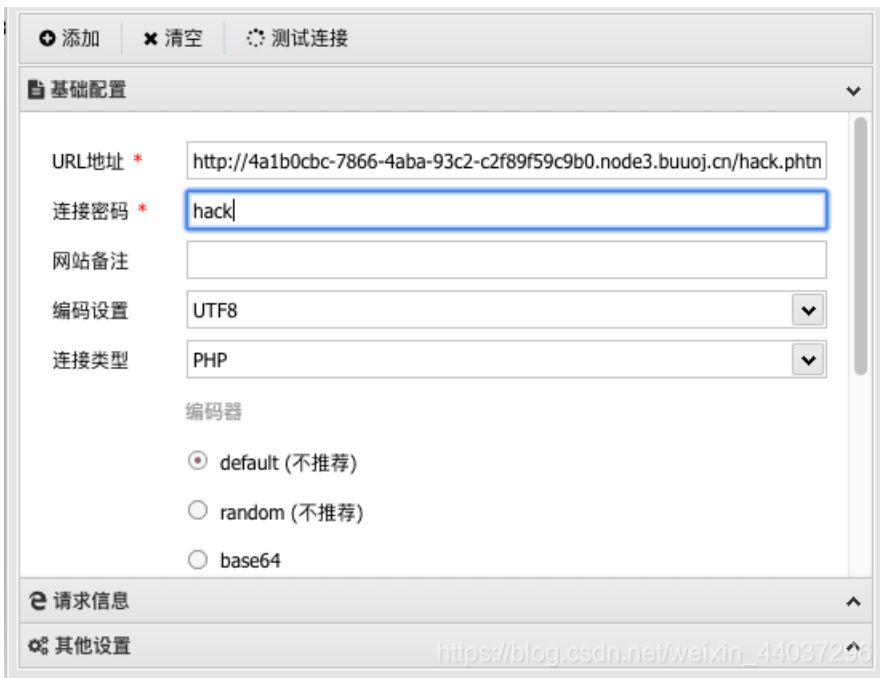 添加 清空 测试连接
基础配置
URL地址 * http://4a1b0cbc-7866-4aba-93c2-c2f89f59c9b0.node3.buuoj.cn/hack.phtn
连接密码 * hack
网站备注
编码设置 UTF8
连接类型 PHP
编码器
default (不推荐)
random (不推荐)
base64
请求信息
其他设置
https://blog.csdn.net/weixin_44037296